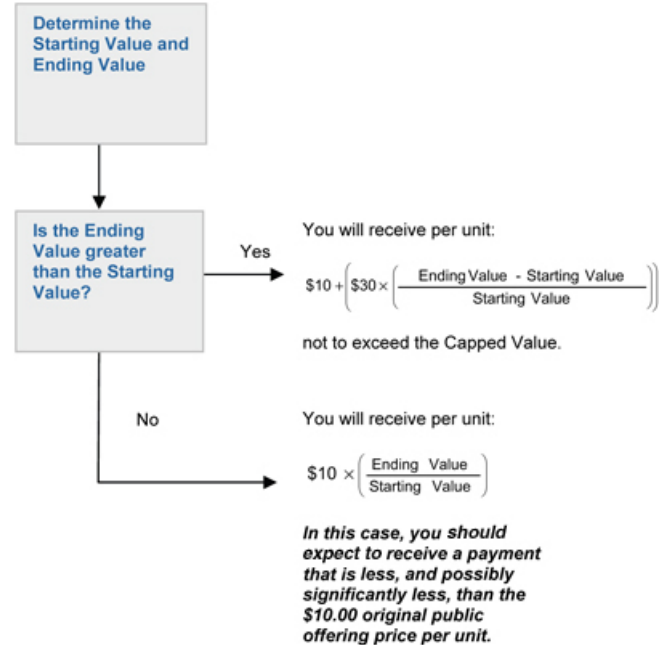 Determine the
Starting Value and
Ending Value
Is the Ending
Value greater
than the Starting
Value?
Yes
You will receive per unit:
$10 + ($30 × (Ending Value - Starting Value
Starting Value))
not to exceed the Capped Value.
No
You will receive per unit:
$10 × (Ending Value
Starting Value)
In this case, you should
expect to receive a payment
that is less, and possibly
significantly less, than the
$10.00 original public
offering price per unit.